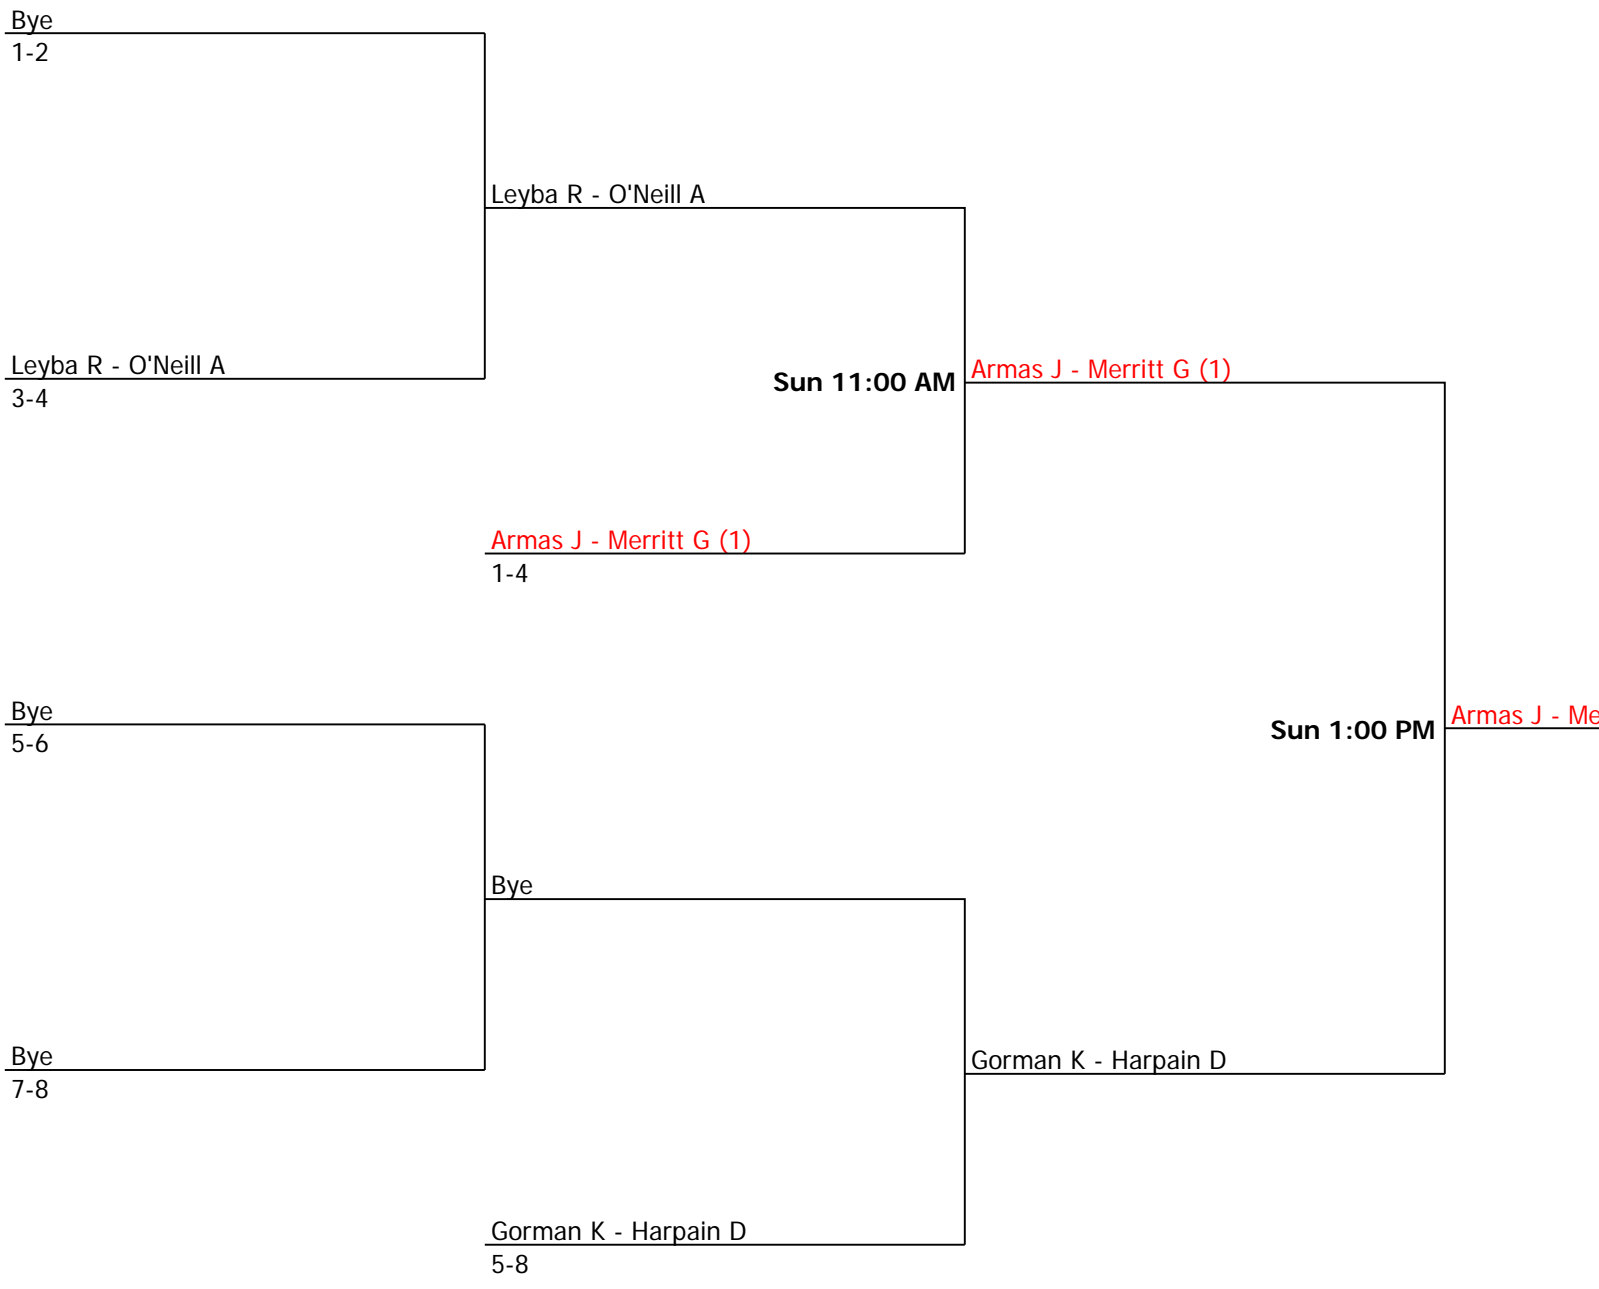 Bye
1-2
Leyba R - O'Neill A
Leyba R - O'Neill A
3-4
Sun 11:00 AM
Armas J - Merritt G (1)
Armas J - Merritt G (1)
1-4
Bye
5-6
Sun 1:00 PM
Armas J - Me
Bye
Bye
7-8
Gorman K - Harpain D
Gorman K - Harpain D
5-8